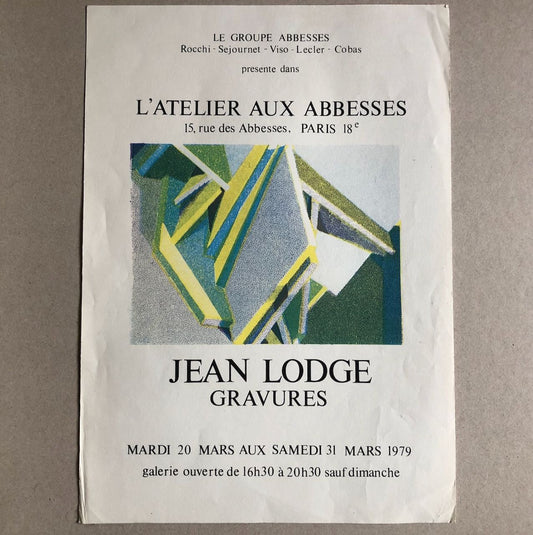 LE GROUPE ABBESSES
Rocchi - Sejournet - Viso - Lecler - Cobas
presente dans
L'ATELIER AUX ABBESSES
15, rue des Abbesses. PARIS 18e
JEAN LODGE
GRAVURES
MARDI 20 MARS AUX SAMEDI 31 MARS 1979
galerie ouverte de 16h30 à 20h30 sauf dimanche